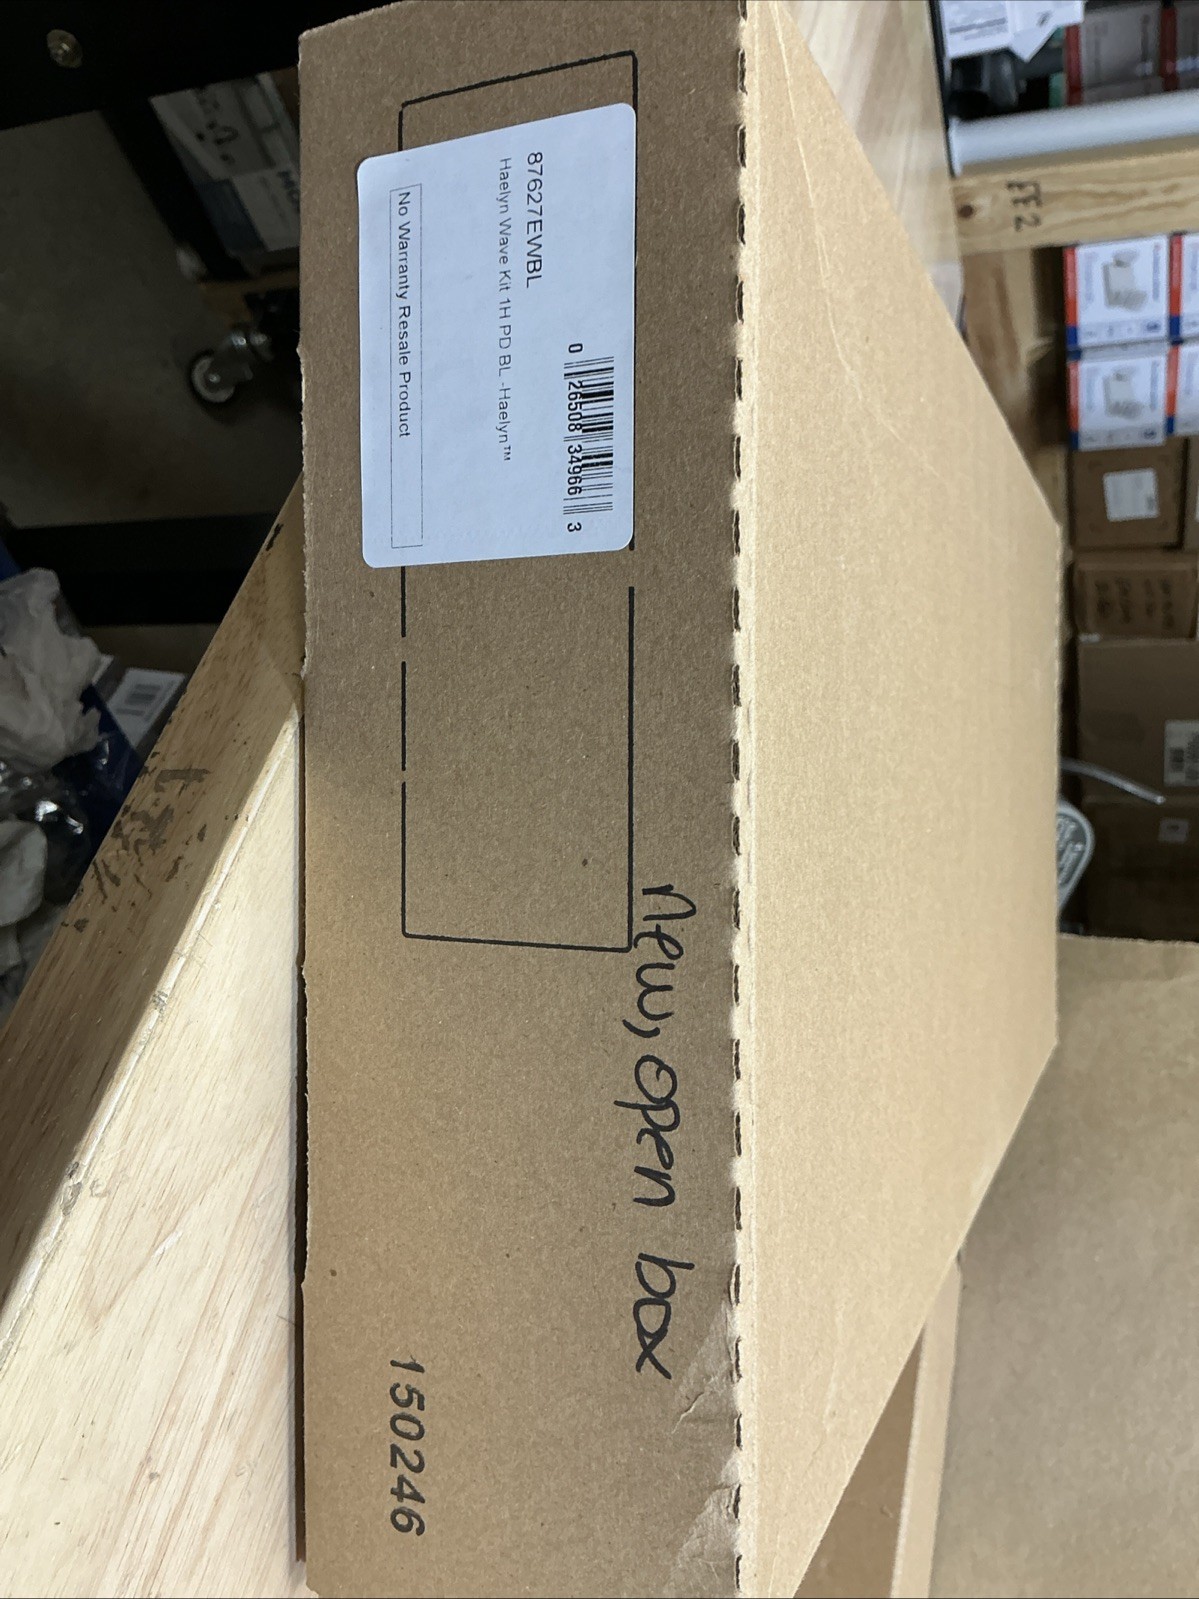 87627EWBL
Haelyn Wave Kit 1H PD BL -Haelyn™
0 26508 34966 3
No Warranty Resale Product
New, open box
150246
FF2